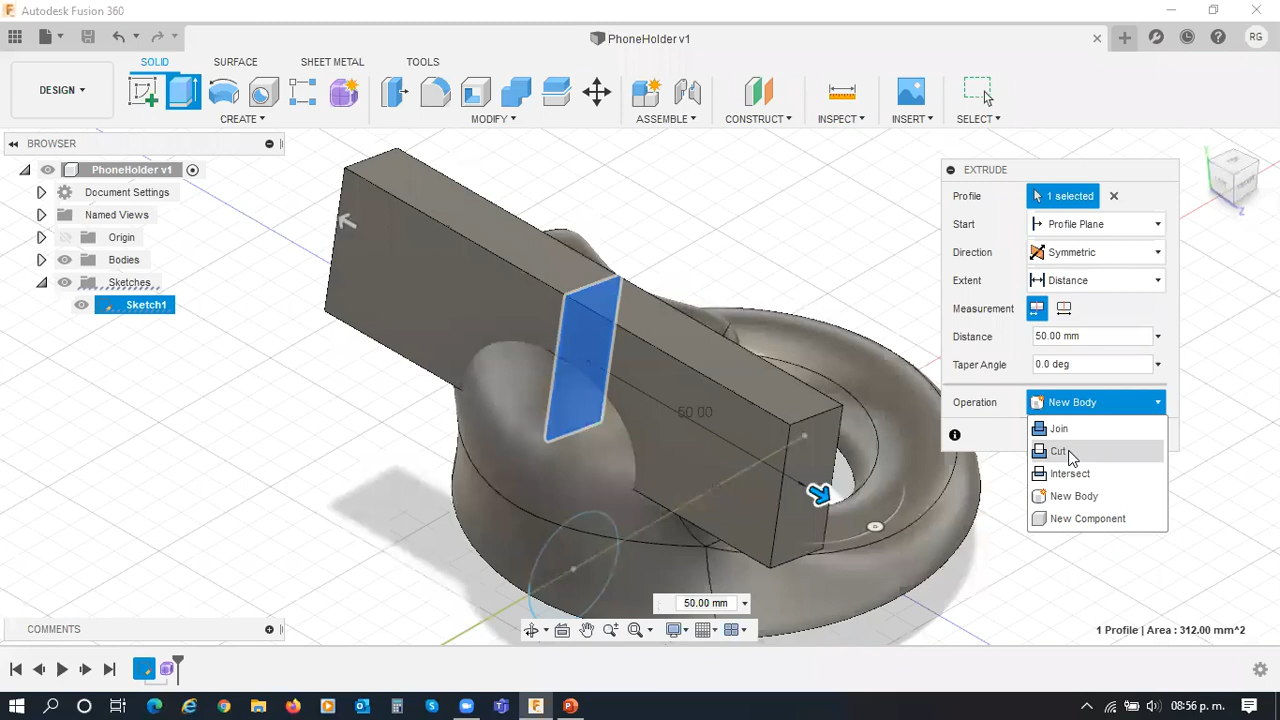 Autodesk Fusion 360
PhoneHolder v1
RG
DESIGN
SOLID SURFACE SHEET METAL TOOLS
CREATE MODIFY ASSEMBLE CONSTRUCT INSPECT INSERT SELECT
BROWSER
PhoneHolder v1
Document Settings
Named Views
Origin
Bodies
Sketches
Sketch1
EXTRUDE
Profile 1 selected
Start Profile Plane
Direction Symmetric
Extent Distance
Measurement
Distance 50.00 mm
Taper Angle 0.0 deg
Operation New Body
Join
Cut
Intersect
New Body
New Component
50.00
50.00 mm
COMMENTS
1 Profile | Area : 312.00 mm^2
08:56 p. m.